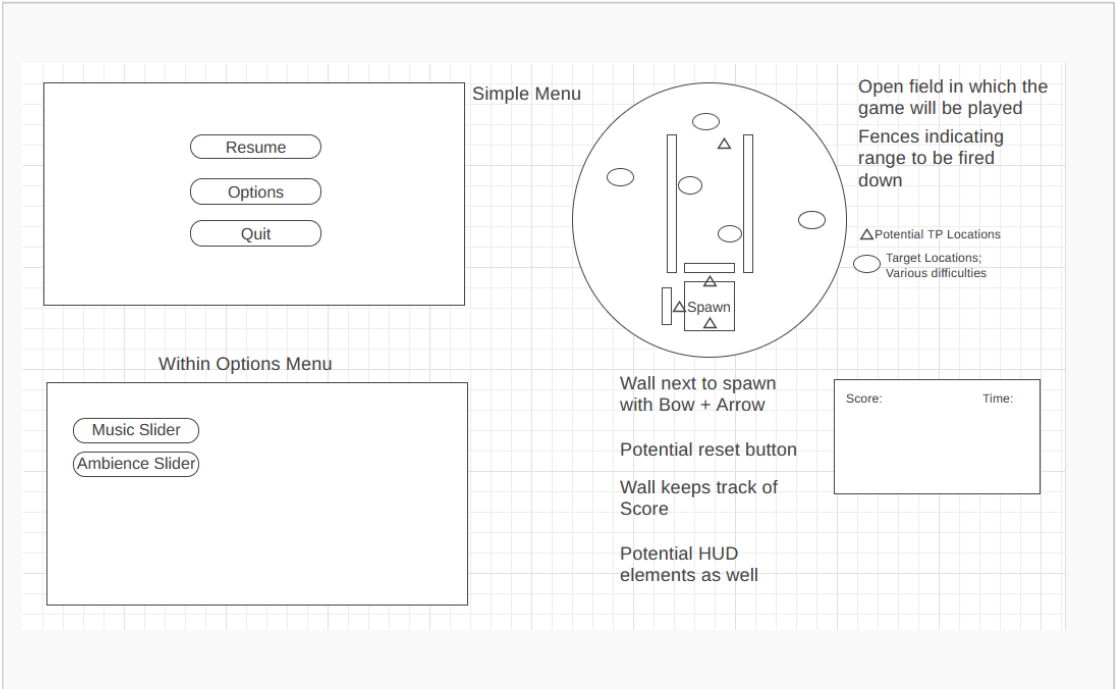 Simple Menu
Resume
Options
Quit
Open field in which the
game will be played
Fences indicating
range to be fired
down
Potential TP Locations
Target Locations;
Various difficulties
Spawn
Within Options Menu
Music Slider
Ambience Slider
Wall next to spawn
with Bow + Arrow
Potential reset button
Wall keeps track of
Score
Potential HUD
elements as well
Score:
Time: